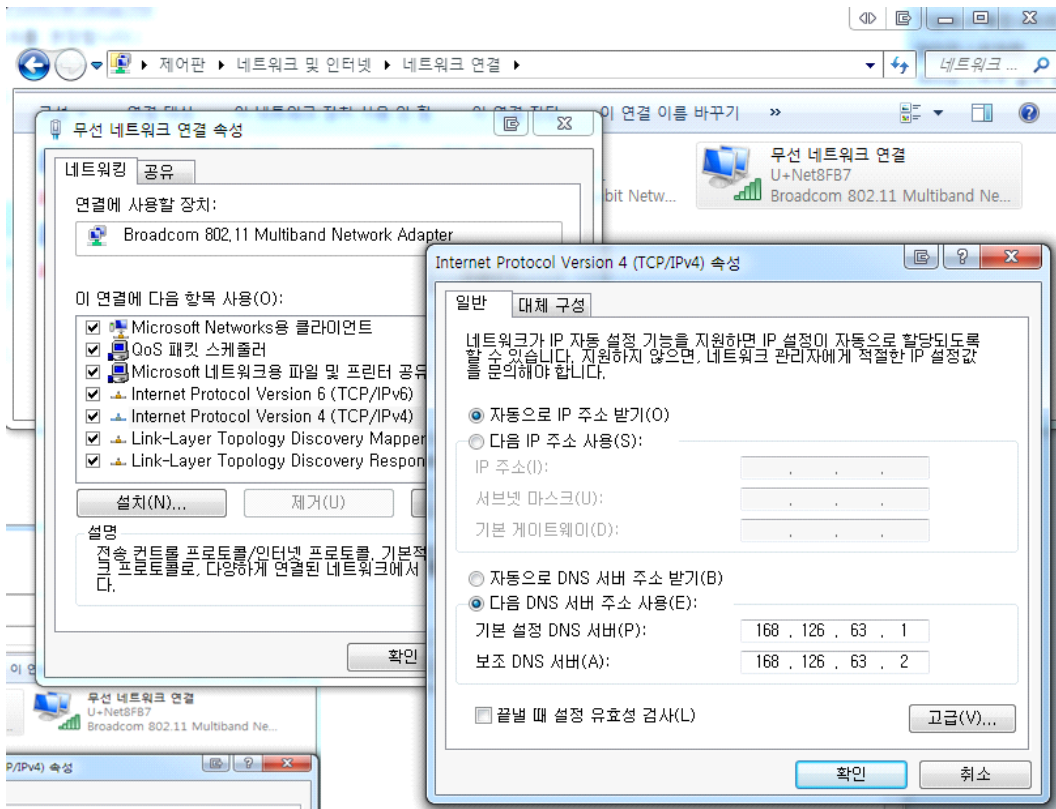 제어판 ▸ 네트워크 및 인터넷 ▸ 네트워크 연결 ▸
네트워크 ...
이 연결 이름 바꾸기 »
무선 네트워크 연결
U+Net8FB7
Broadcom 802.11 Multiband Ne...
bit Netw...
무선 네트워크 연결 속성
네트워킹
공유
연결에 사용할 장치:
Broadcom 802.11 Multiband Network Adapter
이 연결에 다음 항목 사용(O):
Microsoft Networks용 클라이언트
QoS 패킷 스케줄러
Microsoft 네트워크용 파일 및 프린터 공유
Internet Protocol Version 6 (TCP/IPv6)
Internet Protocol Version 4 (TCP/IPv4)
Link-Layer Topology Discovery Mapper
Link-Layer Topology Discovery Respon
설치(N)...
제거(U)
설명
전송 컨트롤 프로토콜/인터넷 프로토콜. 기본적
크 프로토콜로, 다양하게 연결된 네트워크에서
다.
확인
Internet Protocol Version 4 (TCP/IPv4) 속성
일반
대체 구성
네트워크가 IP 자동 설정 기능을 지원하면 IP 설정이 자동으로 할당되도록
할 수 있습니다. 지원하지 않으면, 네트워크 관리자에게 적절한 IP 설정값
을 문의해야 합니다.
자동으로 IP 주소 받기(O)
다음 IP 주소 사용(S):
IP 주소(I):
서브넷 마스크(U):
기본 게이트웨이(D):
자동으로 DNS 서버 주소 받기(B)
다음 DNS 서버 주소 사용(E):
기본 설정 DNS 서버(P): 168 . 126 . 63 . 1
보조 DNS 서버(A): 168 . 126 . 63 . 2
끝낼 때 설정 유효성 검사(L)
고급(V)...
확인
취소
무선 네트워크 연결
U+Net8FB7
Broadcom 802.11 Multiband Ne...
P/IPv4) 속성